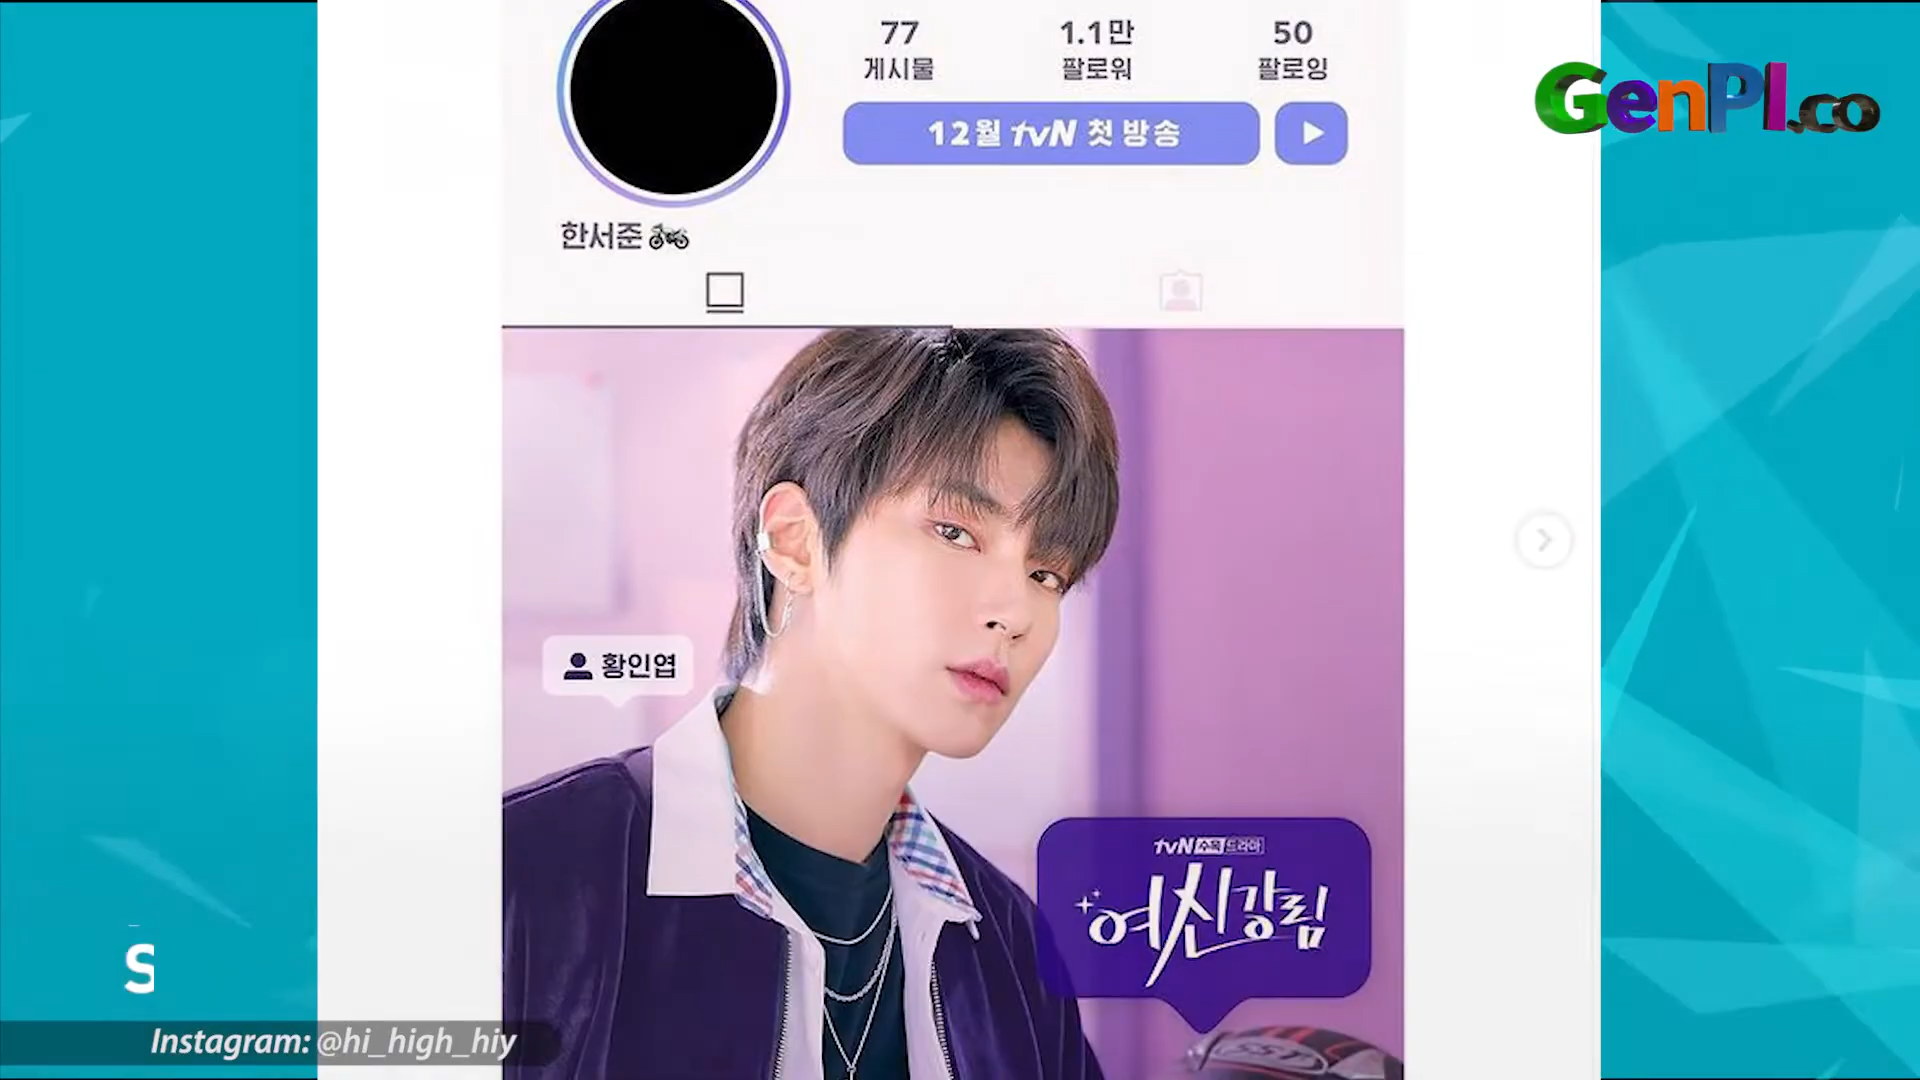 77
1.1만
50
게시물
팔로워
팔로잉
GenPI.co
12월 tvN 첫방송
한서준
황인엽
tvN 수목드라마
여신강림
SST
S
Instagram: @hi_high_hiy